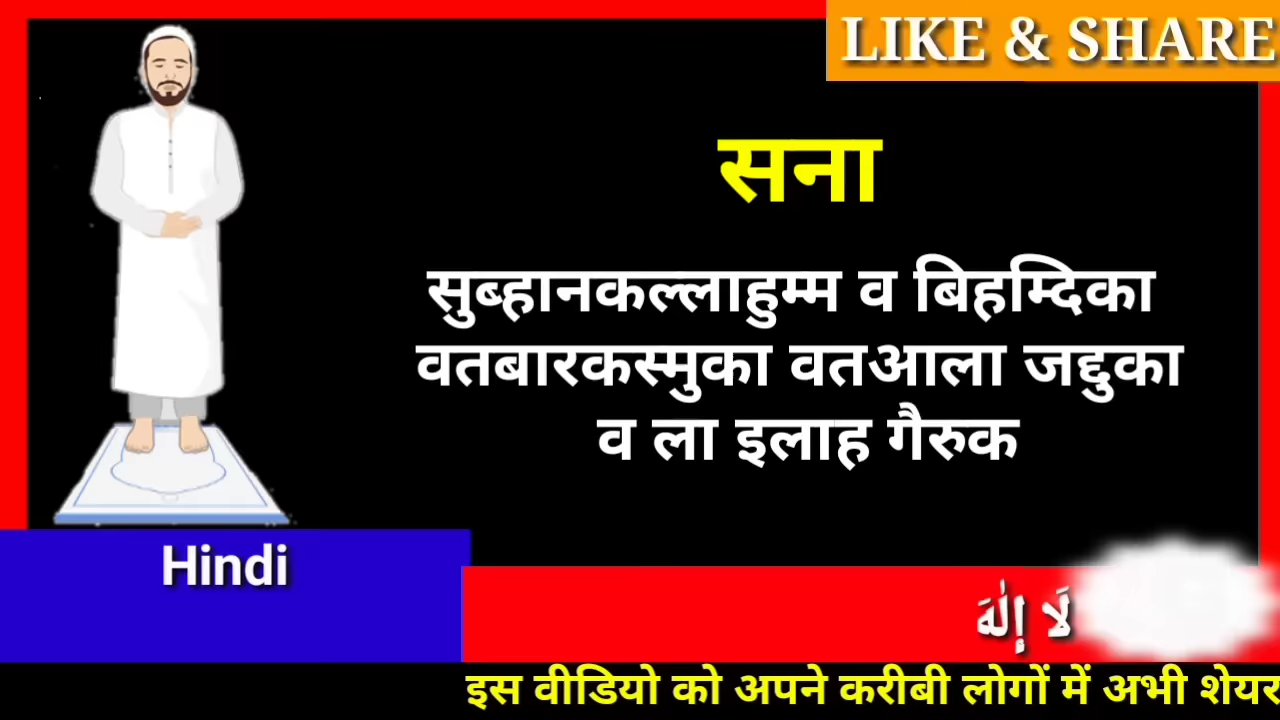 LIKE & SHARE
सना
सुब्हानकल्लाहुम्म व बिहम्दिका
वतबारकस्मुका वतआला जद्दुका
व ला इलाह गैरुक
Hindi
لَا إِلٰهَ
इस वीडियो को अपने करीबी लोगों में अभी शेयर